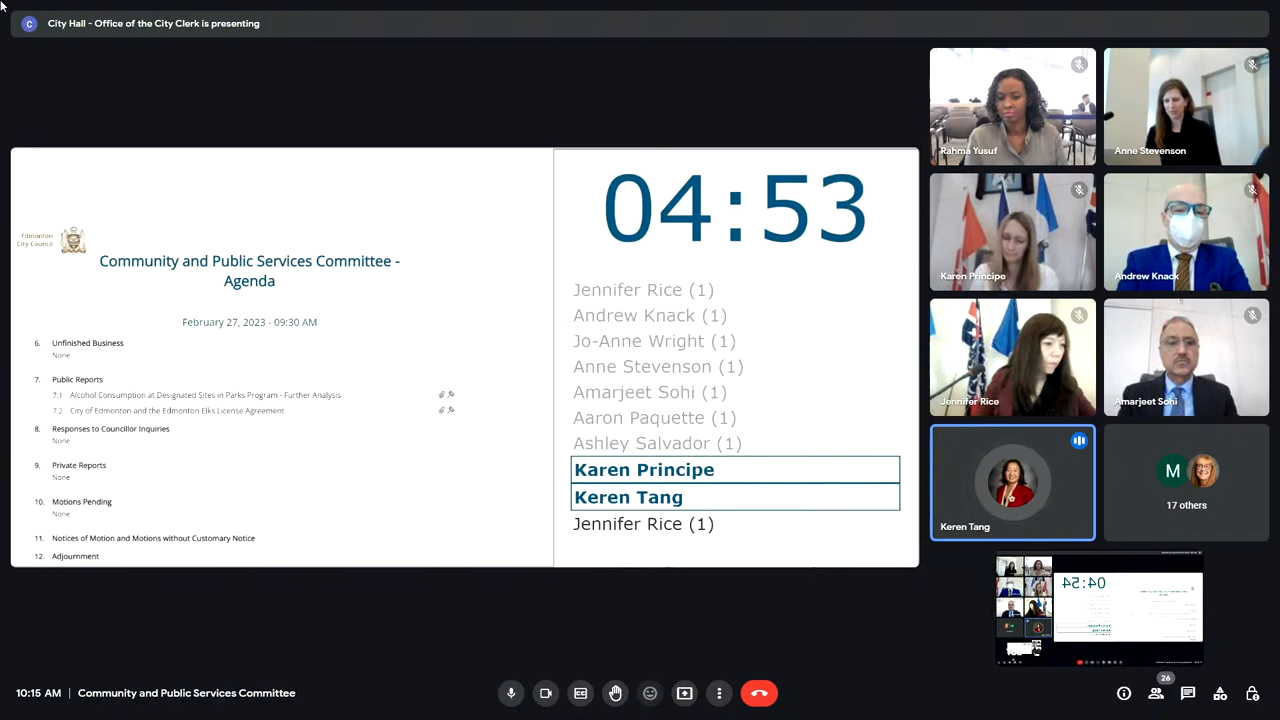 C City Hall - Office of the City Clerk is presenting
Edmonton
City Council
Community and Public Services Committee -
Agenda
February 27, 2023 - 09:30 AM
6. Unfinished Business
None
7. Public Reports
7.1 Alcohol Consumption at Designated Sites in Parks Program - Further Analysis
7.2 City of Edmonton and the Edmonton Elks License Agreement
8. Responses to Councillor Inquiries
None
9. Private Reports
None
10. Motions Pending
None
11. Notices of Motion and Motions without Customary Notice
12. Adjournment
04:53
Jennifer Rice (1)
Andrew Knack (1)
Jo-Anne Wright (1)
Anne Stevenson (1)
Amarjeet Sohi (1)
Aaron Paquette (1)
Ashley Salvador (1)
Karen Principe
Keren Tang
Jennifer Rice (1)
Rahma Yusuf
Anne Stevenson
Karen Principe
Andrew Knack
Jennifer Rice
Amarjeet Sohi
Keren Tang
M
17 others
04:54
10:15 AM | Community and Public Services Committee
26